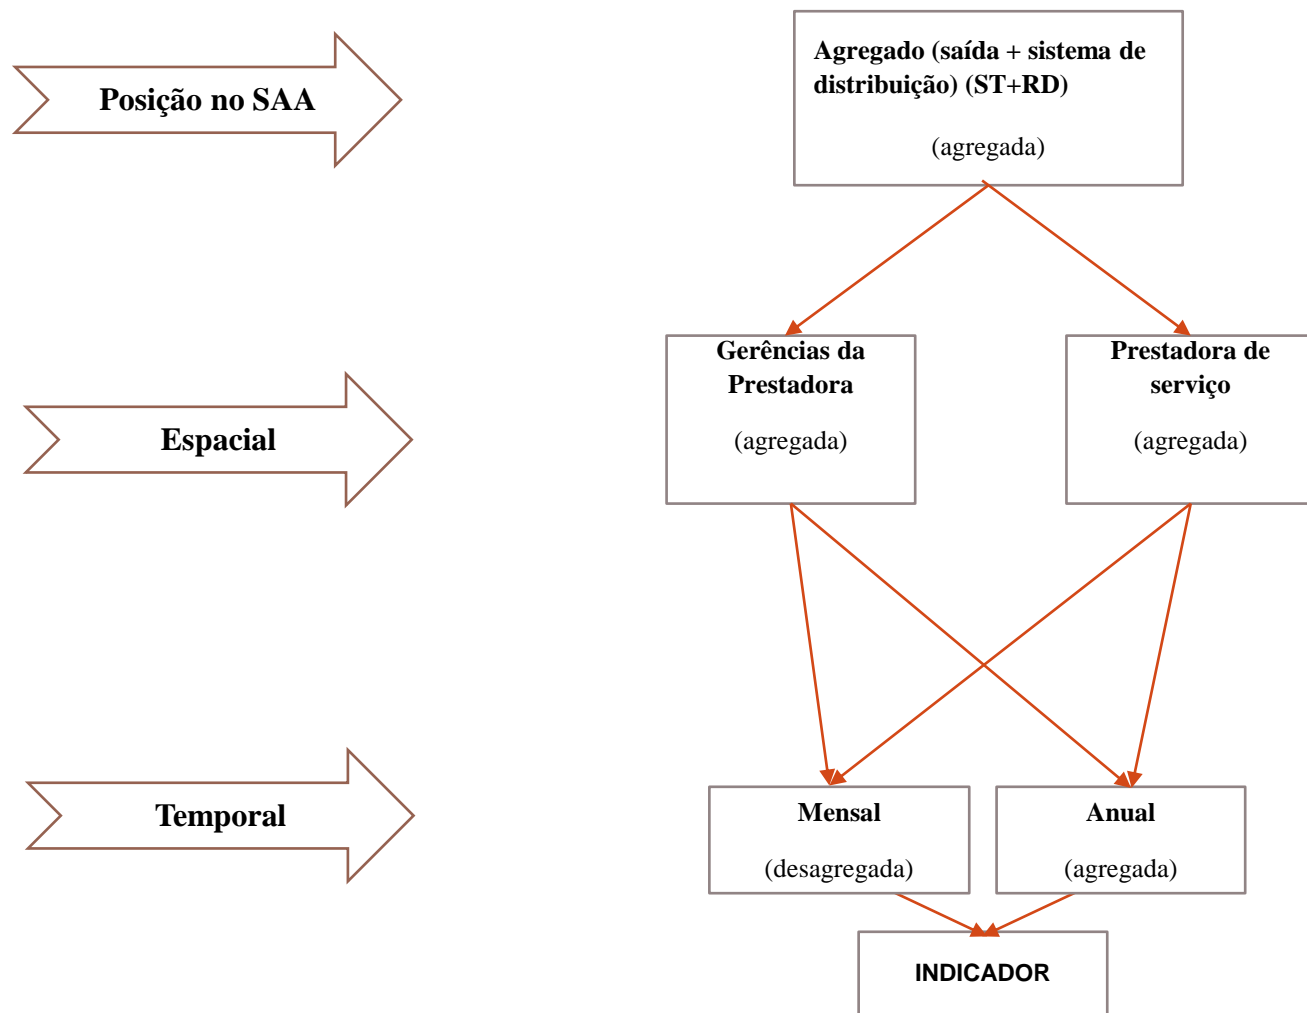 Posição no SAA
Agregado (saída + sistema de
distribuição) (ST+RD)
(agregada)
Espacial
Gerências da
Prestadora
(agregada)
Prestadora de
serviço
(agregada)
Temporal
Mensal
(desagregada)
Anual
(agregada)
INDICADOR